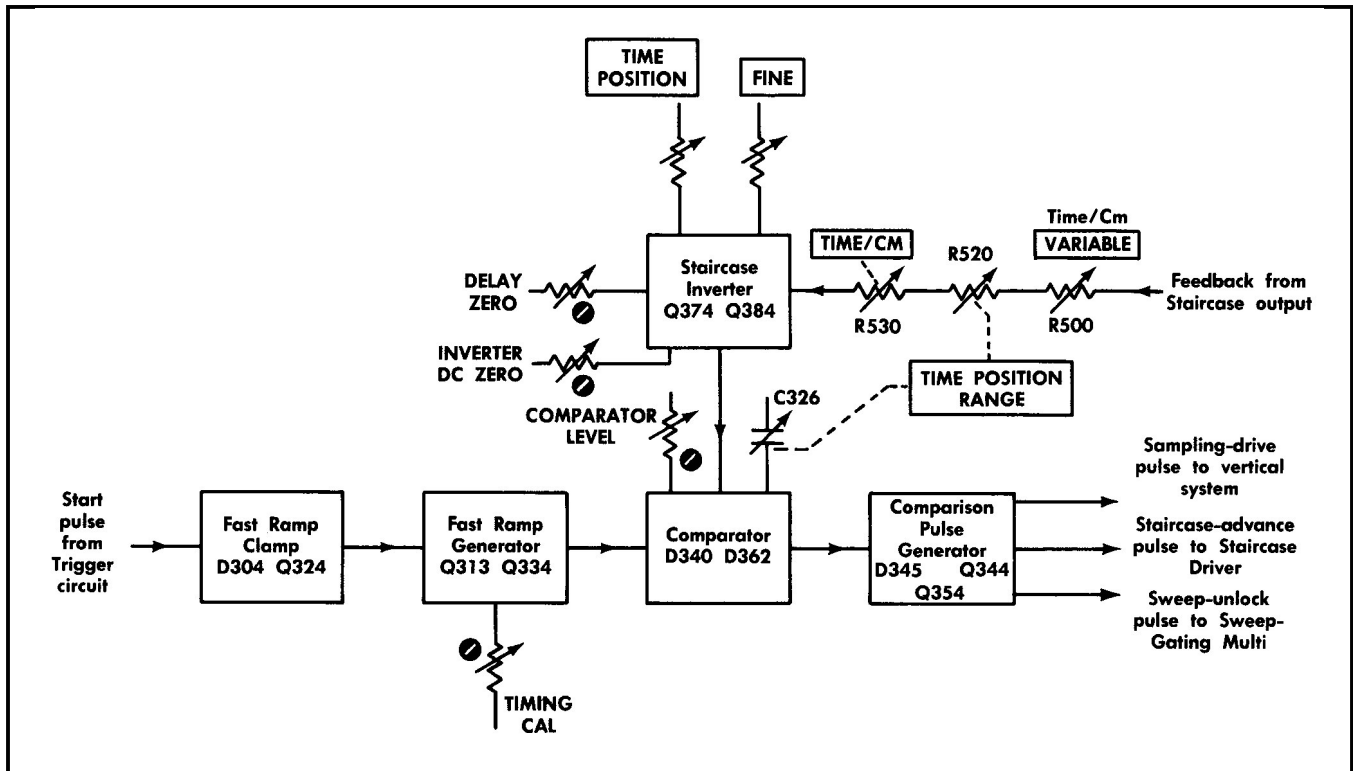 TIME
POSITION
FINE
Time/Cm
TIME/CM
R520
VARIABLE
DELAY
ZERO
Staircase
Inverter
Q374 Q384
Feedback from
Staircase output
R530
R500
INVERTER
DC ZERO
TIME POSITION
RANGE
C326
COMPARATOR
LEVEL
Start
pulse
from
Trigger
circuit
Fast Ramp
Clamp
D304 Q324
Fast Ramp
Generator
Q313 Q334
Comparator
D340 D362
Comparison
Pulse
Generator
D345 Q344
Q354
Sampling-drive
pulse to vertical
system
Staircase-advance
pulse to Staircase
Driver
Sweep-unlock
pulse to Sweep-
Gating Multi
TIMING
CAL